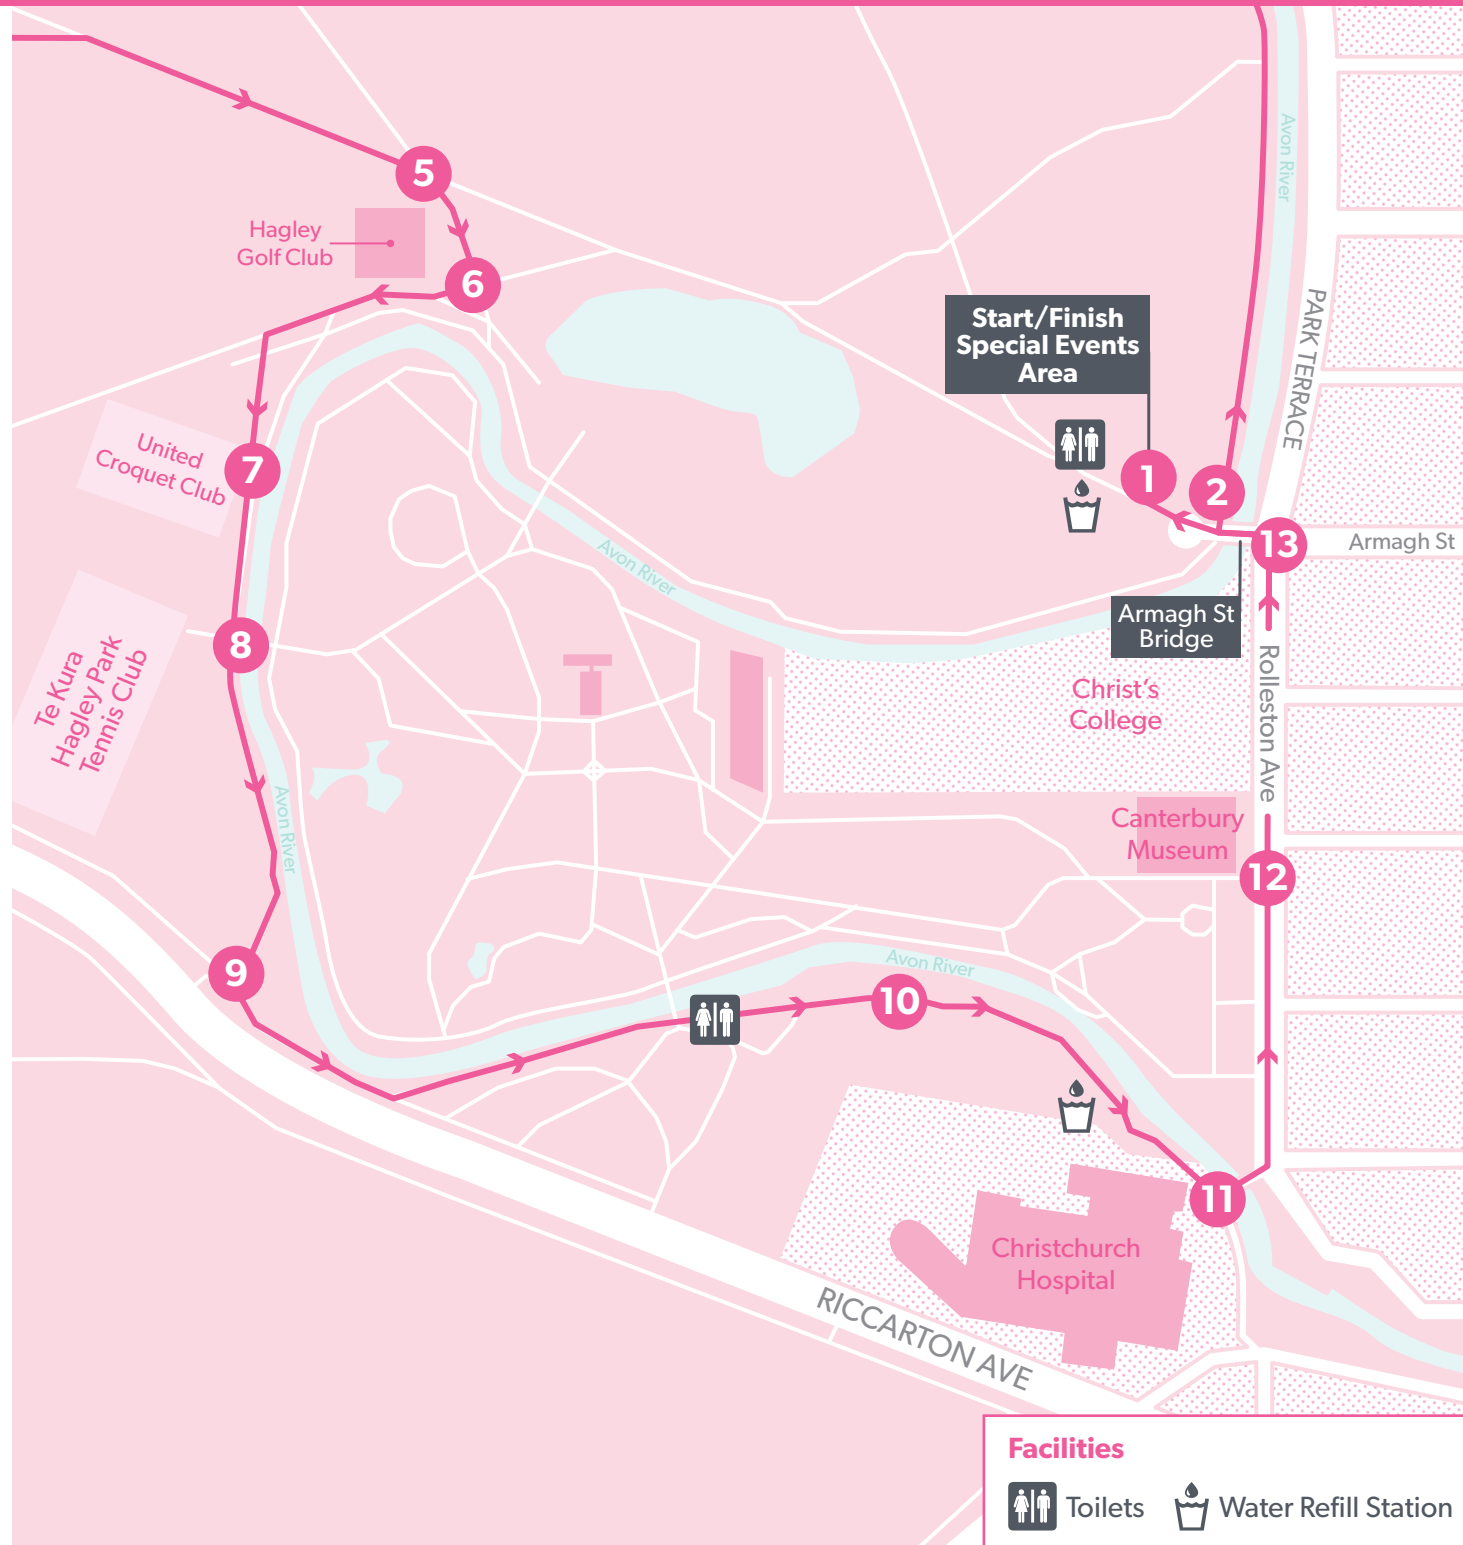 Avon River
5
Hagley
Golf Club
6
PARK TERRACE
Start/Finish
Special Events
Area
United
Croquet Club
7
1
2
13
Armagh St
Avon River
Armagh St
Bridge
8
Te Kura
Hagley Park
Tennis Club
Christ's
College
Rolleston Ave
Avon River
Canterbury
Museum
12
9
Avon River
10
11
Christchurch
Hospital
RICCARTON AVE
Facilities
Toilets
Water Refill Station